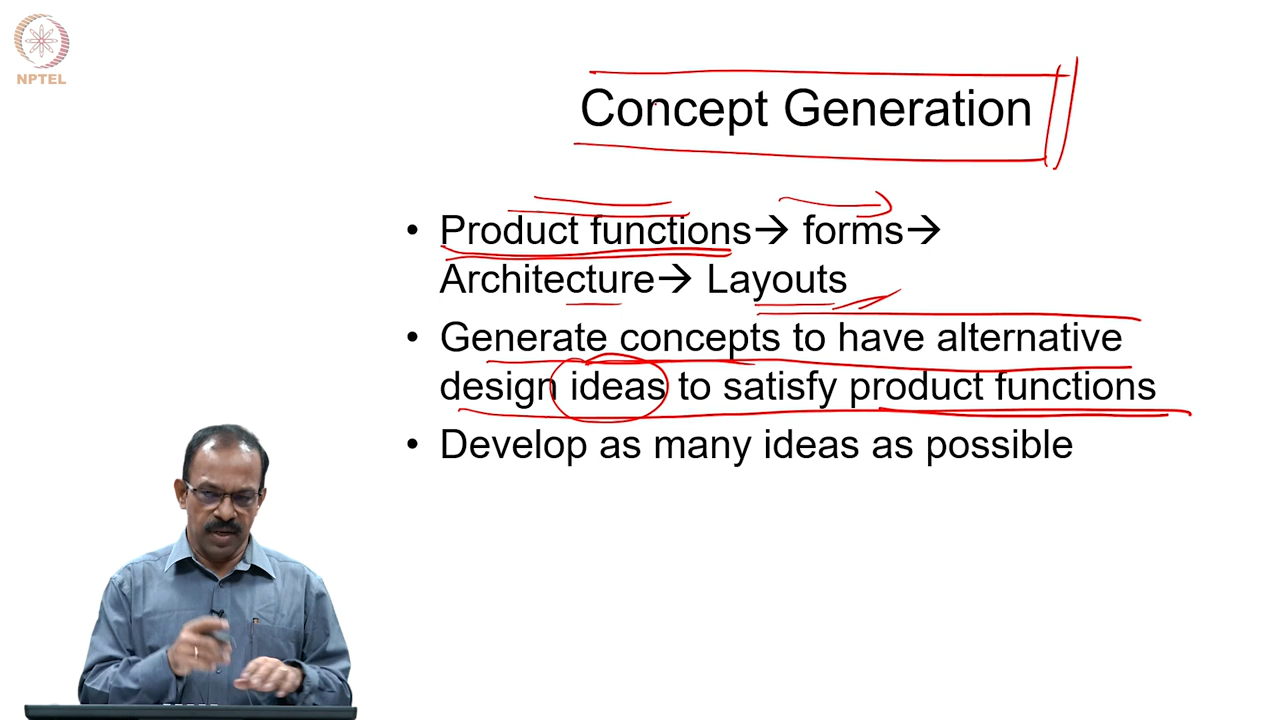 NPTEL
Concept Generation
• Product functions→ forms→
Architecture→ Layouts
• Generate concepts to have alternative
design ideas to satisfy product functions
• Develop as many ideas as possible